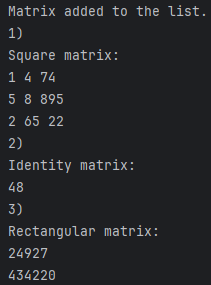 Matrix added to the list.
1)
Square matrix:
1 4 74
5 8 895
2 65 22
2)
Identity matrix:
48
3)
Rectangular matrix:
24927
434220